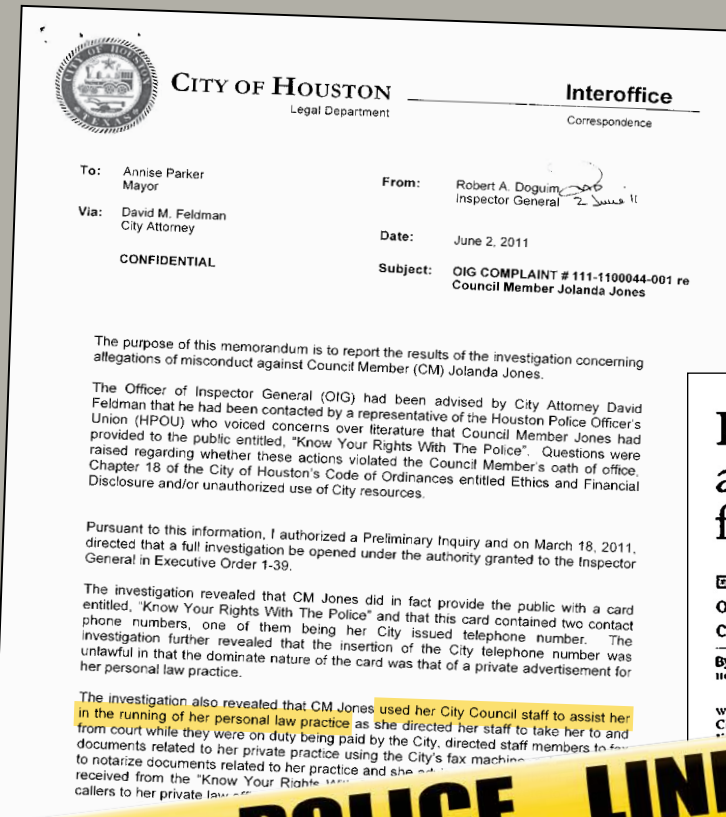 CITY OF HOUSTON
TEXAS
CITY OF HOUSTON
Legal Department
Interoffice
Correspondence
To: Annise Parker
Mayor
From: Robert A. Doguim
Inspector General 2 June 11
Via: David M. Feldman
City Attorney
Date: June 2, 2011
CONFIDENTIAL
Subject: OIG COMPLAINT # 111-1100044-001 re
Council Member Jolanda Jones
The purpose of this memorandum is to report the results of the investigation concerning
allegations of misconduct against Council Member (CM) Jolanda Jones.
The Officer of Inspector General (OIG) had been advised by City Attorney David
Feldman that he had been contacted by a representative of the Houston Police Officer's
Union (HPOU) who voiced concerns over literature that Council Member Jones had
provided to the public entitled, "Know Your Rights With The Police". Questions were
raised regarding whether these actions violated the Council Member's oath of office,
Chapter 18 of the City of Houston's Code of Ordinances entitled Ethics and Financial
Disclosure and/or unauthorized use of City resources.
Pursuant to this information, I authorized a Preliminary Inquiry and on March 18, 2011,
directed that a full investigation be opened under the authority granted to the Inspector
General in Executive Order 1-39.
The investigation revealed that CM Jones did in fact provide the public with a card
entitled, "Know Your Rights With The Police" and that this card contained two contact
phone numbers, one of them being her City issued telephone number. The
investigation further revealed that the insertion of the City telephone number was
unlawful in that the dominate nature of the card was that of a private advertisement for
her personal law practice.
The investigation also revealed that CM Jones used her City Council staff to assist her
in the running of her personal law practice as she directed her staff to take her to and
from court while they were on duty being paid by the City, directed staff members to
documents related to her private practice using the City's fax machine
to notarize documents related to her practice and she
received from the "Know Your Rights
callers to her private law
POLICE LINE